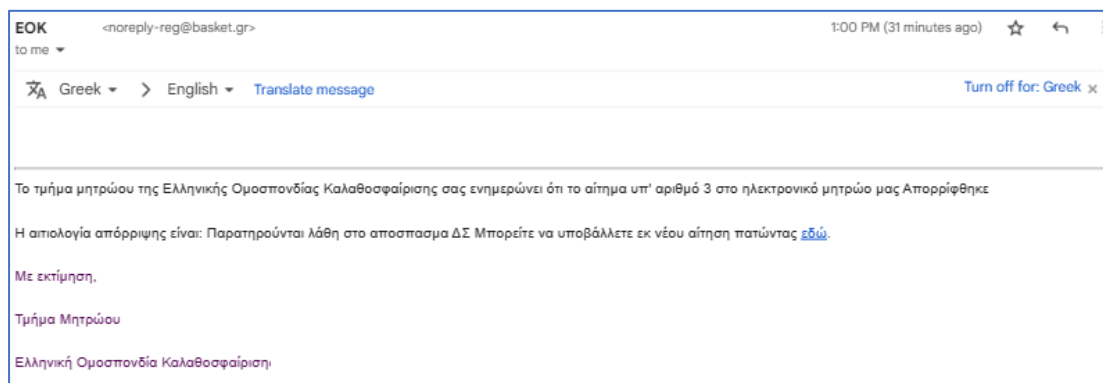 EOK <noreply-reg@basket.gr> 1:00 PM (31 minutes ago)
to me
Greek > English Translate message Turn off for: Greek ×
Το τμήμα μητρώου της Ελληνικής Ομοσπονδίας Καλαθοσφαίρισης σας ενημερώνει ότι το αίτημα υπ' αριθμό 3 στο ηλεκτρονικό μητρώο μας Απορρίφθηκε
Η αιτιολογία απόρριψης είναι: Παρατηρούνται λάθη στο αποσπασμα ΔΣ Μπορείτε να υποβάλλετε εκ νέου αίτηση πατώντας εδώ.
Με εκτίμηση,
Τμήμα Μητρώου
Ελληνική Ομοσπονδία Καλαθοσφαίριση